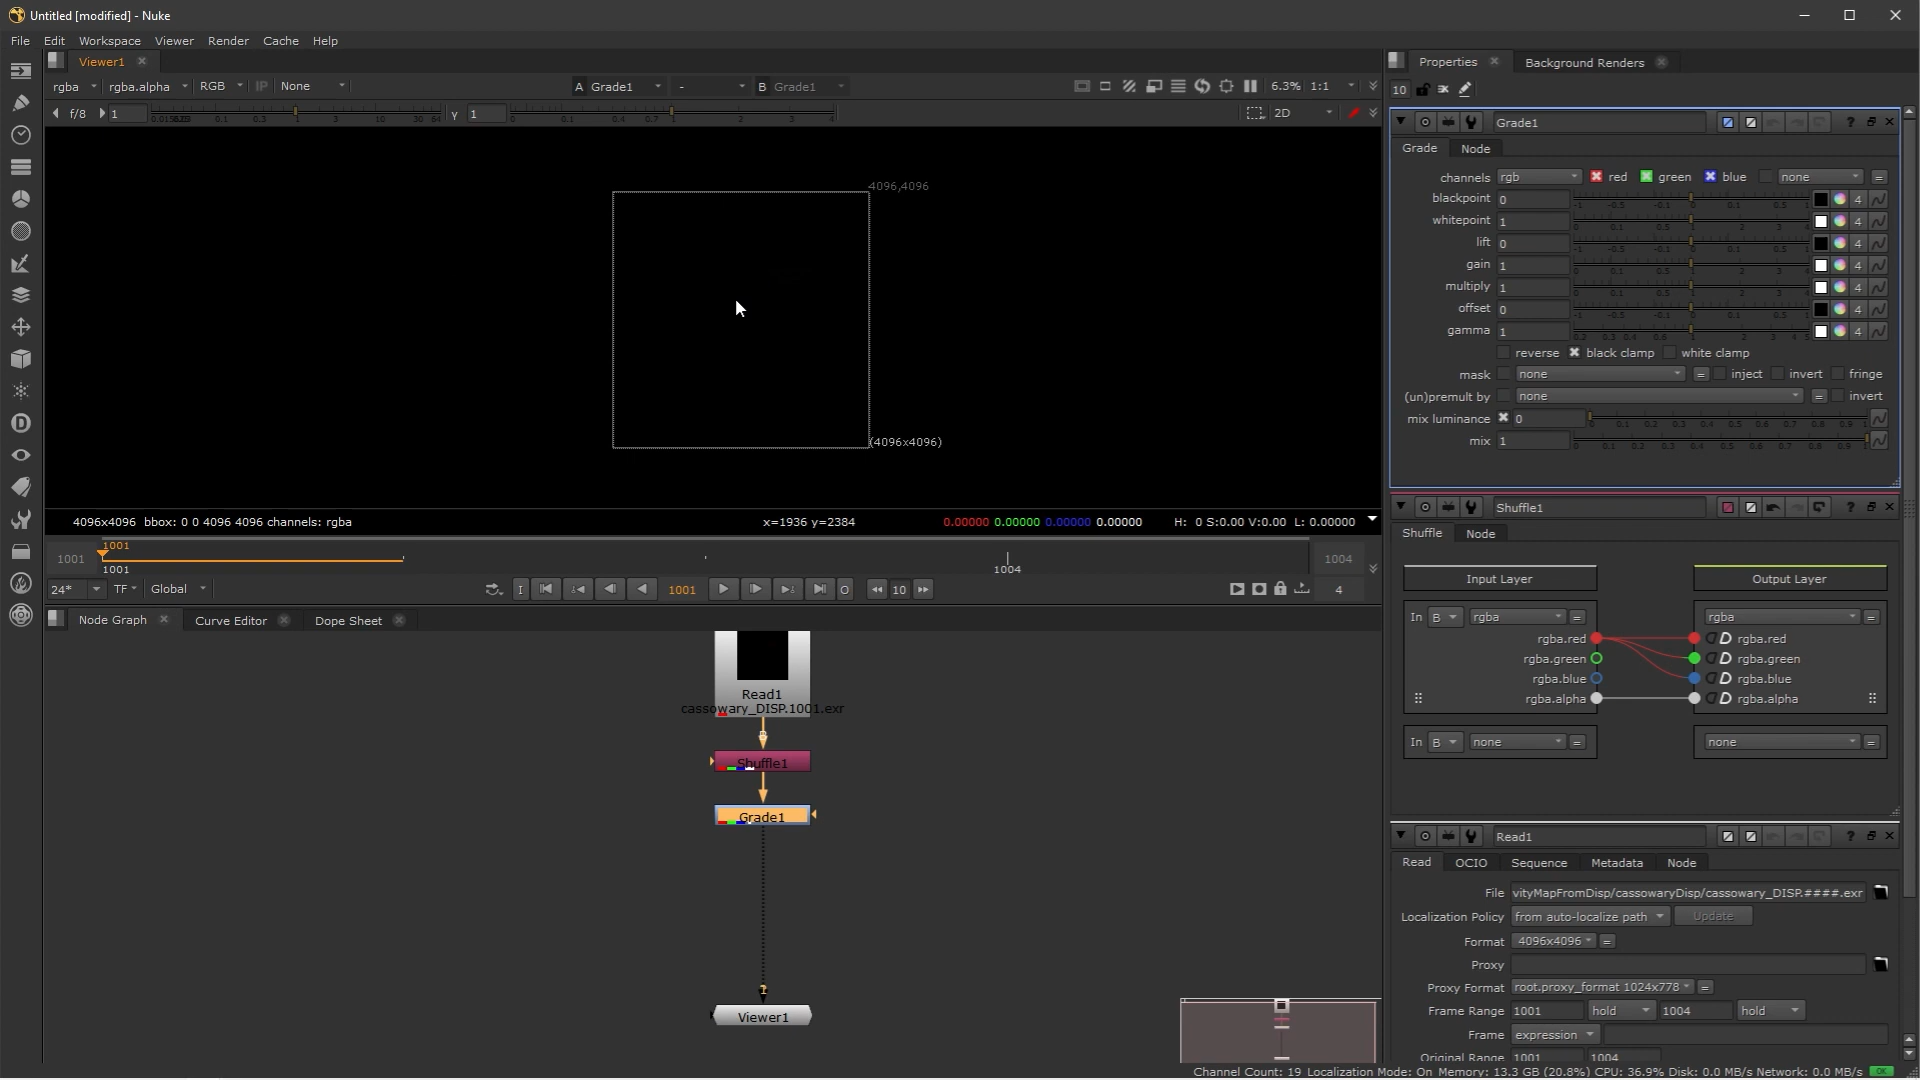 Untitled [modified] - Nuke
File Edit Workspace Viewer Render Cache Help
Viewer1
rgba rgba.alpha RGB IP None A Grade1 - B Grade1 6.3% 1:1
f/8 1 γ 1 2D
4096,4096
(4096x4096)
4096x4096 bbox: 0 0 4096 4096 channels: rgba x=1936 y=2384 0.00000 0.00000 0.00000 0.00000 H: 0 S:0.00 V:0.00 L: 0.00000
1001
1001 1004
1001 1004
24* TF Global I 1001 O 10 4
Node Graph Curve Editor Dope Sheet
Read1
cassowary_DISP.1001.exr
Shuffle1
Grade1
1
Viewer1
Properties Background Renders
10
Grade1
Grade Node
channels rgb red green blue none =
blackpoint 0 4
whitepoint 1 4
lift 0 4
gain 1 4
multiply 1 4
offset 0 4
gamma 1 4
reverse black clamp white clamp
mask none = inject invert fringe
(un)premult by none = invert
mix luminance 0
mix 1
Shuffle1
Shuffle Node
Input Layer Output Layer
In B rgba = rgba =
rgba.red rgba.red
rgba.green rgba.green
rgba.blue rgba.blue
rgba.alpha rgba.alpha
In B none = none =
Read1
Read OCIO Sequence Metadata Node
File vityMapFromDisp/cassowaryDisp/cassowary_DISP.####.exr
Localization Policy from auto-localize path Update
Format 4096x4096 =
Proxy
Proxy Format root.proxy_format 1024x778 =
Frame Range 1001 hold 1004 hold
Frame expression
Original Range 1001 1004
Channel Count: 19 Localization Mode: On Memory: 13.3 GB (20.8%) CPU: 36.9% Disk: 0.0 MB/s Network: 0.0 MB/s OK